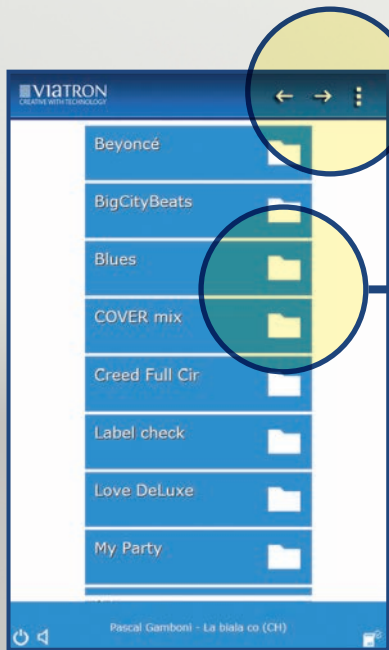 VIATRON
CREATIVE WITH TECHNOLOGY
Beyoncé
BigCityBeats
Blues
COVER mix
Creed Full Cir
Label check
Love DeLuxe
My Party
Pascal Gamboni - La biala co (CH)